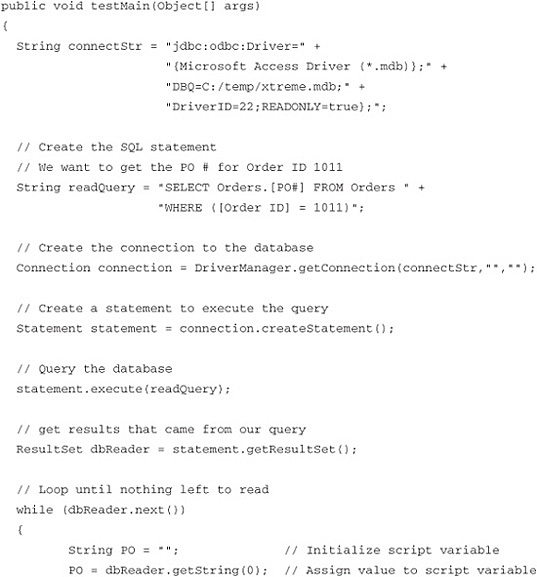 public void testMain(Object[] args)
{
String connectStr = "jdbc:odbc:Driver=" +
"{Microsoft Access Driver (*.mdb)};" +
"DBQ=C:/temp/xtreme.mdb;" +
"DriverID=22;READONLY=true};";
// Create the SQL statement
// We want to get the PO # for Order ID 1011
String readQuery = "SELECT Orders.[PO#] FROM Orders " +
"WHERE ([Order ID] = 1011)";
// Create the connection to the database
Connection connection = DriverManager.getConnection(connectStr,"","");
// Create a statement to execute the query
Statement statement = connection.createStatement();
// Query the database
statement.execute(readQuery);
// get results that came from our query
ResultSet dbReader = statement.getResultSet();
// Loop until nothing left to read
while (dbReader.next())
{
String PO = ""; // Initialize script variable
PO = dbReader.getString(0); // Assign value to script variable